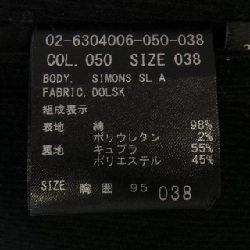 02-6304006-050-038
COL. 050 SIZE 038
BODY. SIMONS SL A
FABRIC. DOLSK
組成表示
表地 綿 98%
ポリウレタン 2%
裏地 キュプラ 55%
ポリエステル 45%
SIZE 胸囲 95 038